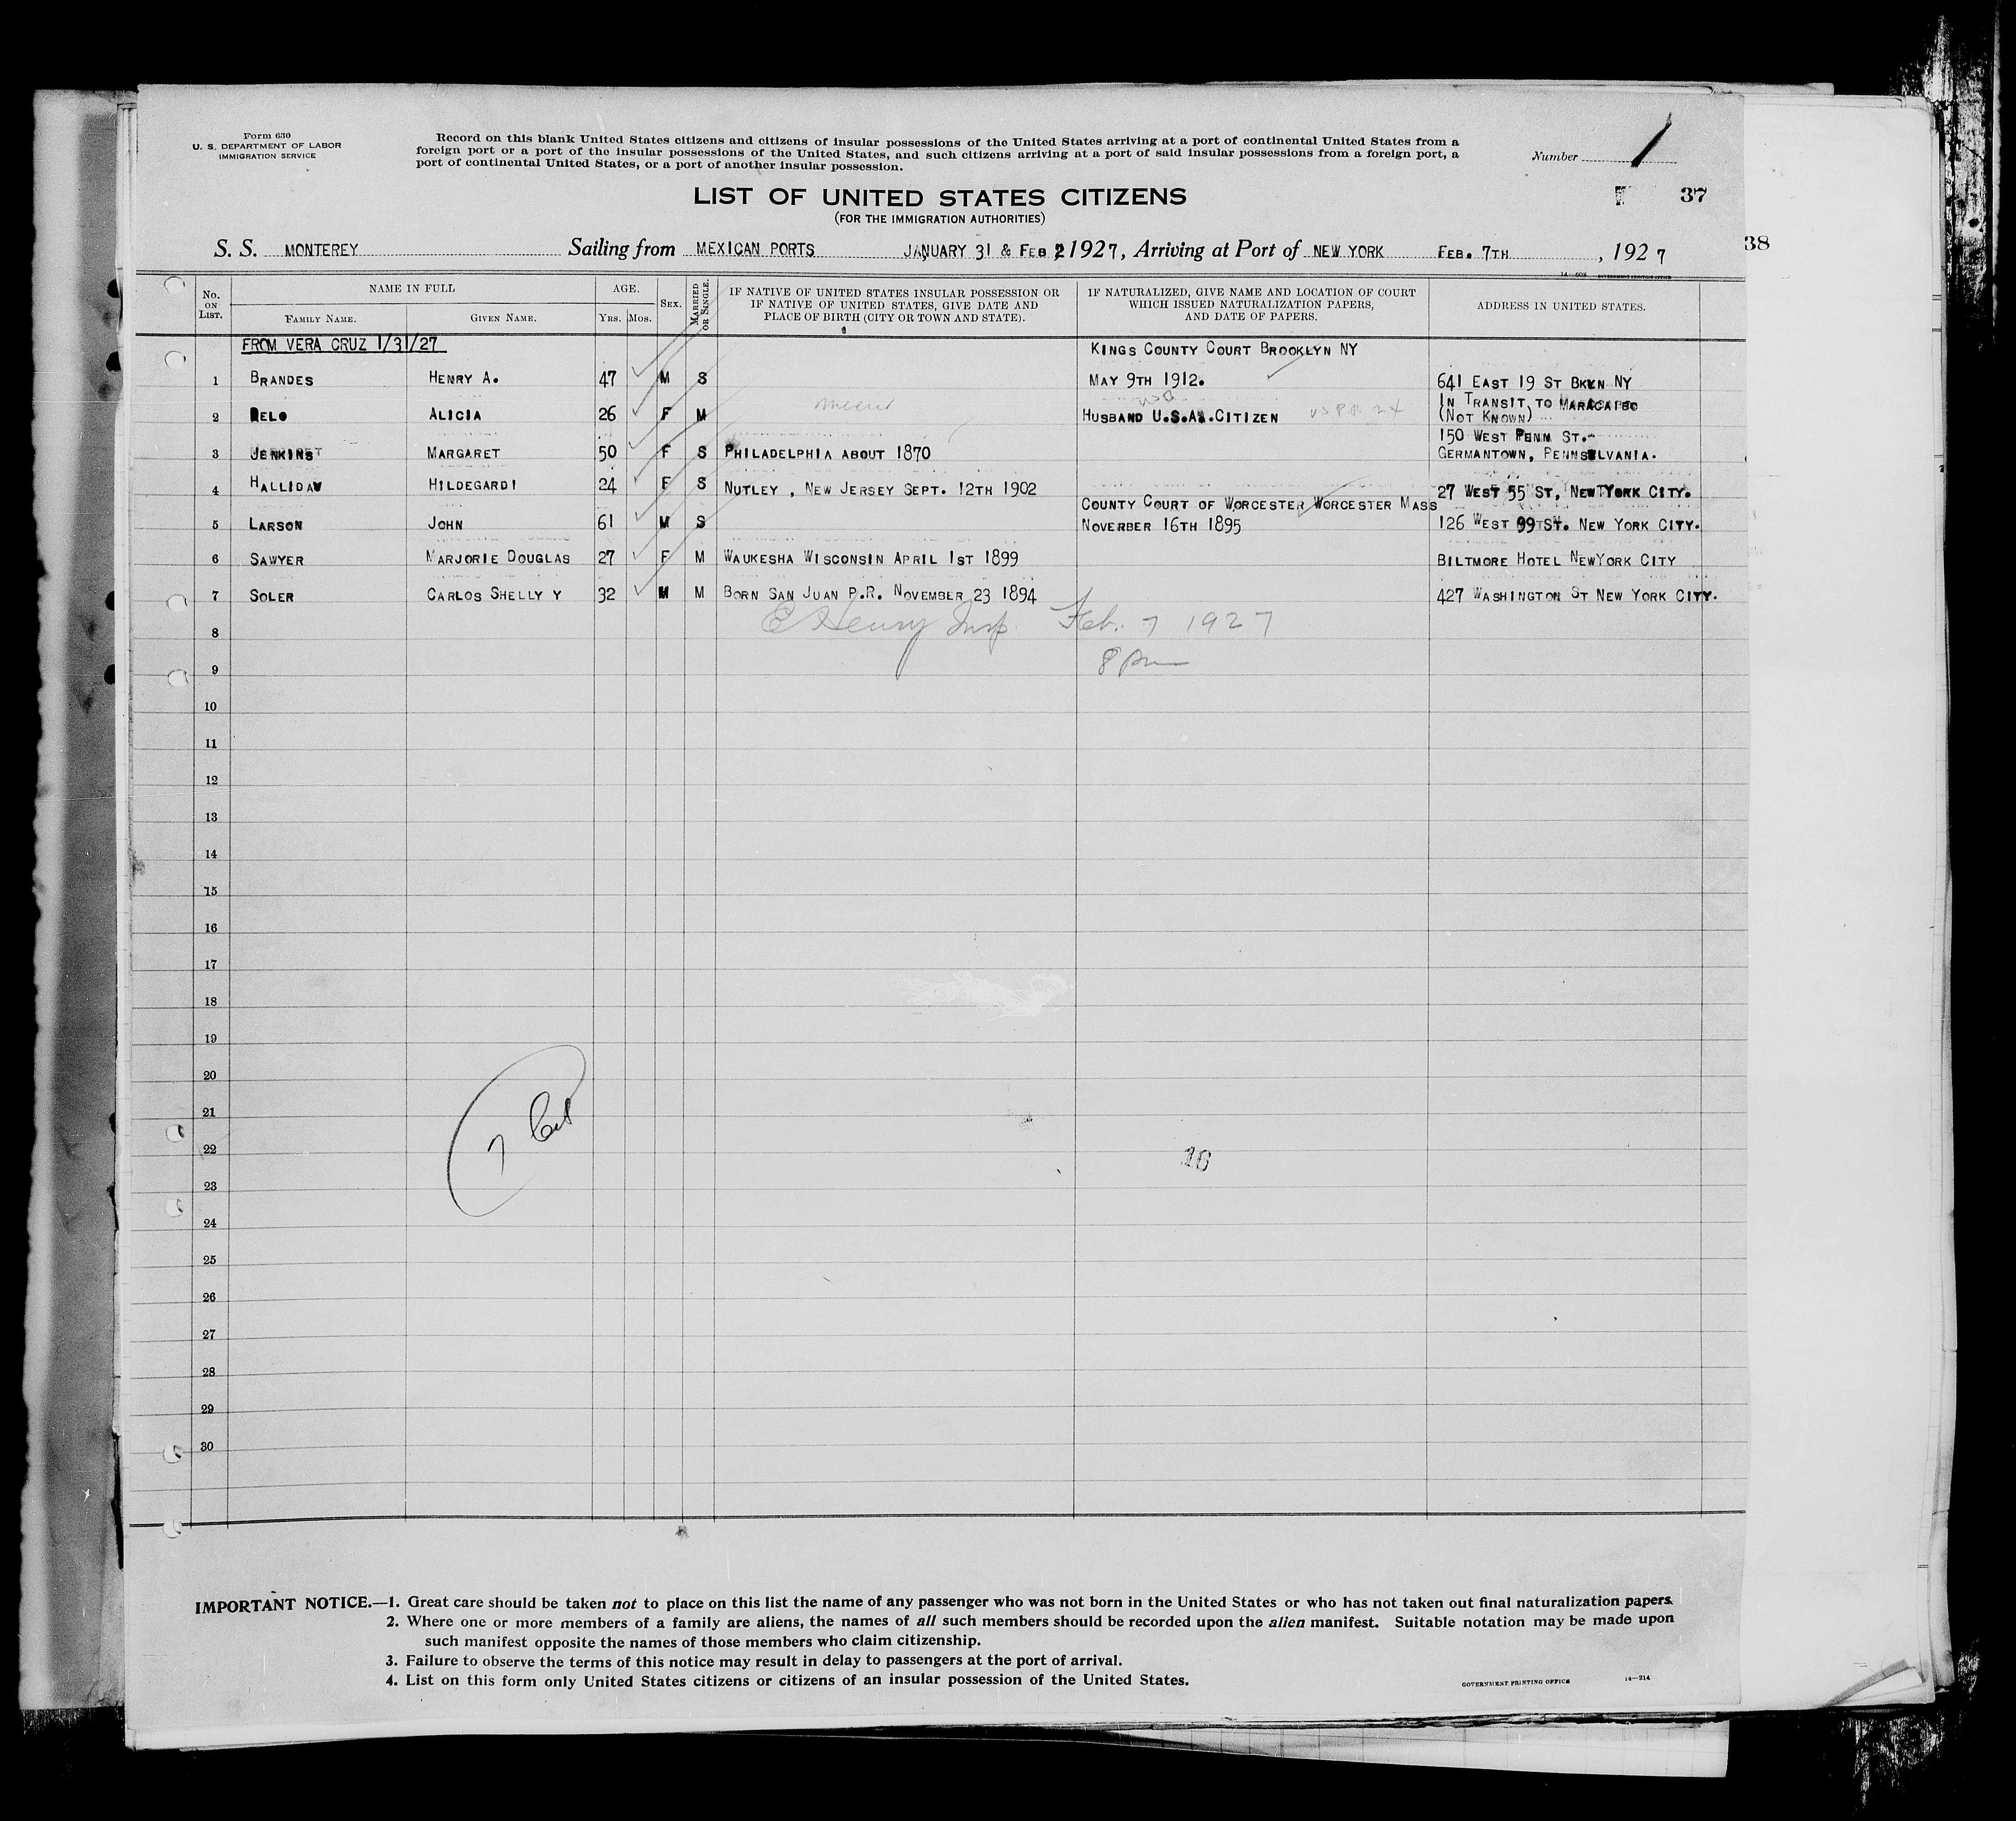 Form 630
U. S. DEPARTMENT OF LABOR
IMMIGRATION SERVICE
Record on this blank United States citizens and citizens of insular possessions of the United States arriving at a port of continental United States from a
foreign port or a port of the insular possessions of the United States, and such citizens arriving at a port of said insular possessions from a foreign port, a
port of continental United States, or a port of another insular possession.
Number 1
LIST OF UNITED STATES CITIZENS
37
(FOR THE IMMIGRATION AUTHORITIES)
38
S. S. MONTEREY Sailing from MEXICAN PORTS JANUARY 31 & FEB 2 1927, Arriving at Port of NEW YORK FEB. 7TH, 1927
No. ON LIST. NAME IN FULL AGE. SEX. MARRIED OR SINGLE. IF NATIVE OF UNITED STATES INSULAR POSSESSION OR IF NATIVE OF UNITED STATES, GIVE DATE AND PLACE OF BIRTH (CITY OR TOWN AND STATE). IF NATURALIZED, GIVE NAME AND LOCATION OF COURT WHICH ISSUED NATURALIZATION PAPERS, AND DATE OF PAPERS. ADDRESS IN UNITED STATES.
FAMILY NAME. GIVEN NAME. YRS. MOS.
FROM VERA CRUZ 1/31/27 KINGS COUNTY COURT BROOKLYN NY
1 BRANDES HENRY A. 47 M S MAY 9TH 1912. 641 EAST 19 ST BKLN NY
IN TRANSIT TO MARACAIBO
2 ALICIA 26 F M HUSBAND U.S.A.CITIZEN (NOT KNOWN)
150 WEST PENN ST.
3 JENKINS MARGARET 50 F S PHILADELPHIA ABOUT 1870 GERMANTOWN, PENNSYLVANIA.
4 HALLIDAY HILDEGARDI 24 F S NUTLEY , NEW JERSEY SEPT. 12TH 1902 27 WEST 55 ST, NEW YORK CITY.
COUNTY COURT OF WORCESTER WORCESTER MASS
5 LARSON JOHN 61 M S NOVERBER 16TH 1895 126 WEST 99 ST. NEW YORK CITY.
6 SAWYER MARJORIE DOUGLAS 27 F M WAUKESHA WISCONSIN APRIL 1ST 1899 BILTMORE HOTEL NEWYORK CITY
7 SOLER CARLOS SHELLY Y 32 M M BORN SAN JUAN P.R. NOVEMBER 23 1894 427 WASHINGTON ST NEW YORK CITY.
8 E Henry Insp. Feb. 7 1927
9 8 pm
10
11
12
13
14
15
16
17
18
19
20
21
22
23
24
25
26
27
28
29
30
7
16
IMPORTANT NOTICE.—1. Great care should be taken not to place on this list the name of any passenger who was not born in the United States or who has not taken out final naturalization papers.
2. Where one or more members of a family are aliens, the names of all such members should be recorded upon the alien manifest. Suitable notation may be made upon
such manifest opposite the names of those members who claim citizenship.
3. Failure to observe the terms of this notice may result in delay to passengers at the port of arrival.
4. List on this form only United States citizens or citizens of an insular possession of the United States.
GOVERNMENT PRINTING OFFICE 14—214